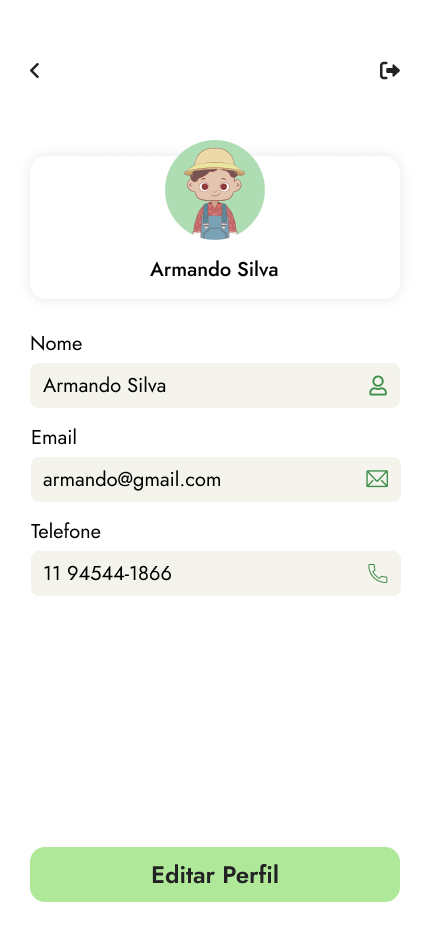 Armando Silva
Nome
Armando Silva
Email
armando@gmail.com
Telefone
11 94544-1866
Editar Perfil